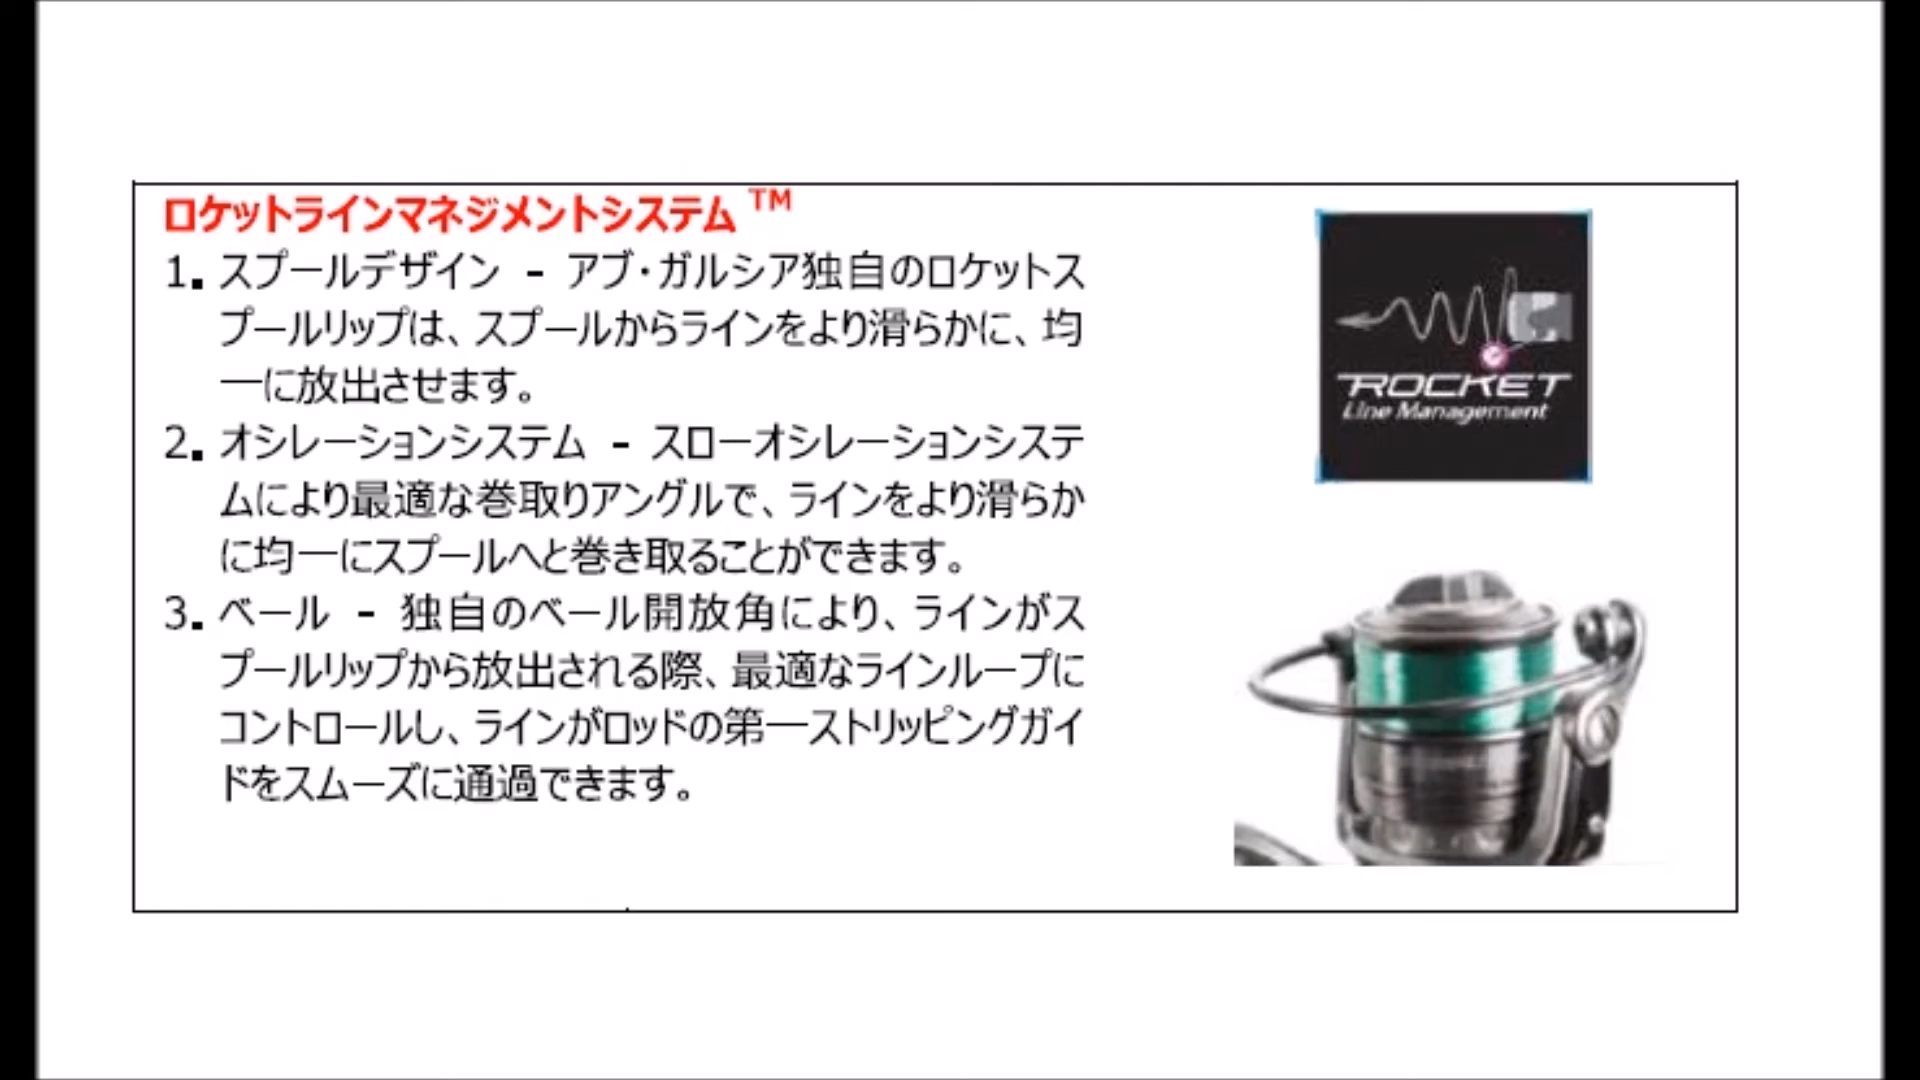 ロケットラインマネジメントシステム™
1. スプールデザイン - アブ・ガルシア独自のロケットス
プールリップは、スプールからラインをより滑らかに、均
一に放出させます。
2. オシレーションシステム - スローオシレーションシステ
ムにより最適な巻取りアングルで、ラインをより滑らか
に均一にスプールへと巻き取ることができます。
3. ベール - 独自のベール開放角により、ラインがス
プールリップから放出される際、最適なラインループに
コントロールし、ラインがロッドの第一ストリッピングガイ
ドをスムーズに通過できます。
ROCKET
Line Management